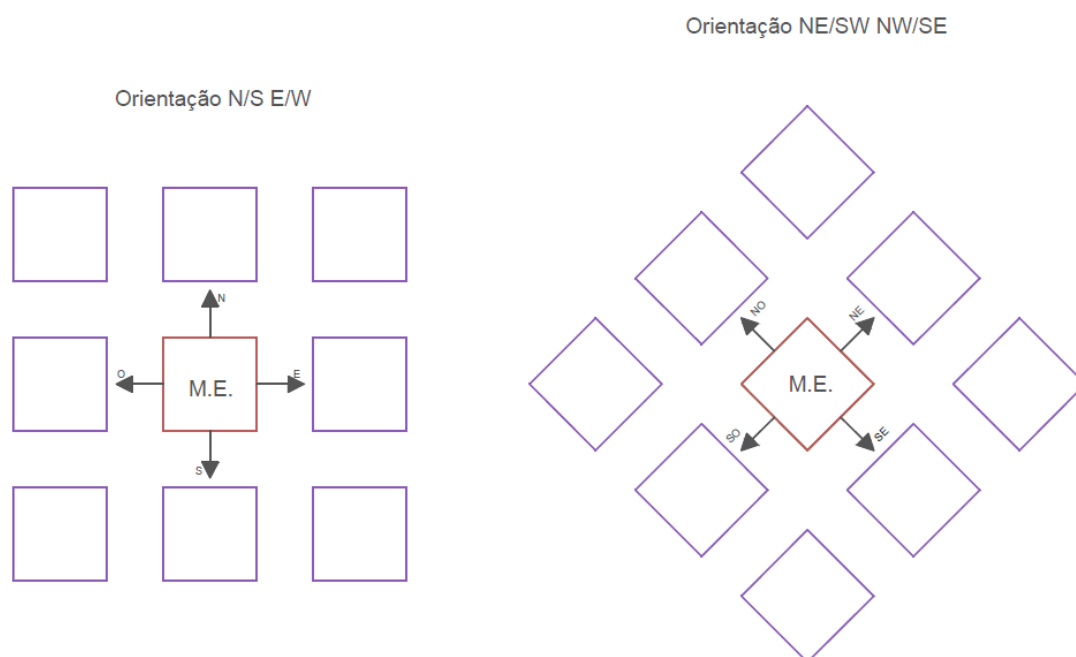 Orientação NE/SW NW/SE
Orientação N/S E/W
N
O
E
M.E.
S
NO
NE
M.E.
SO
SE